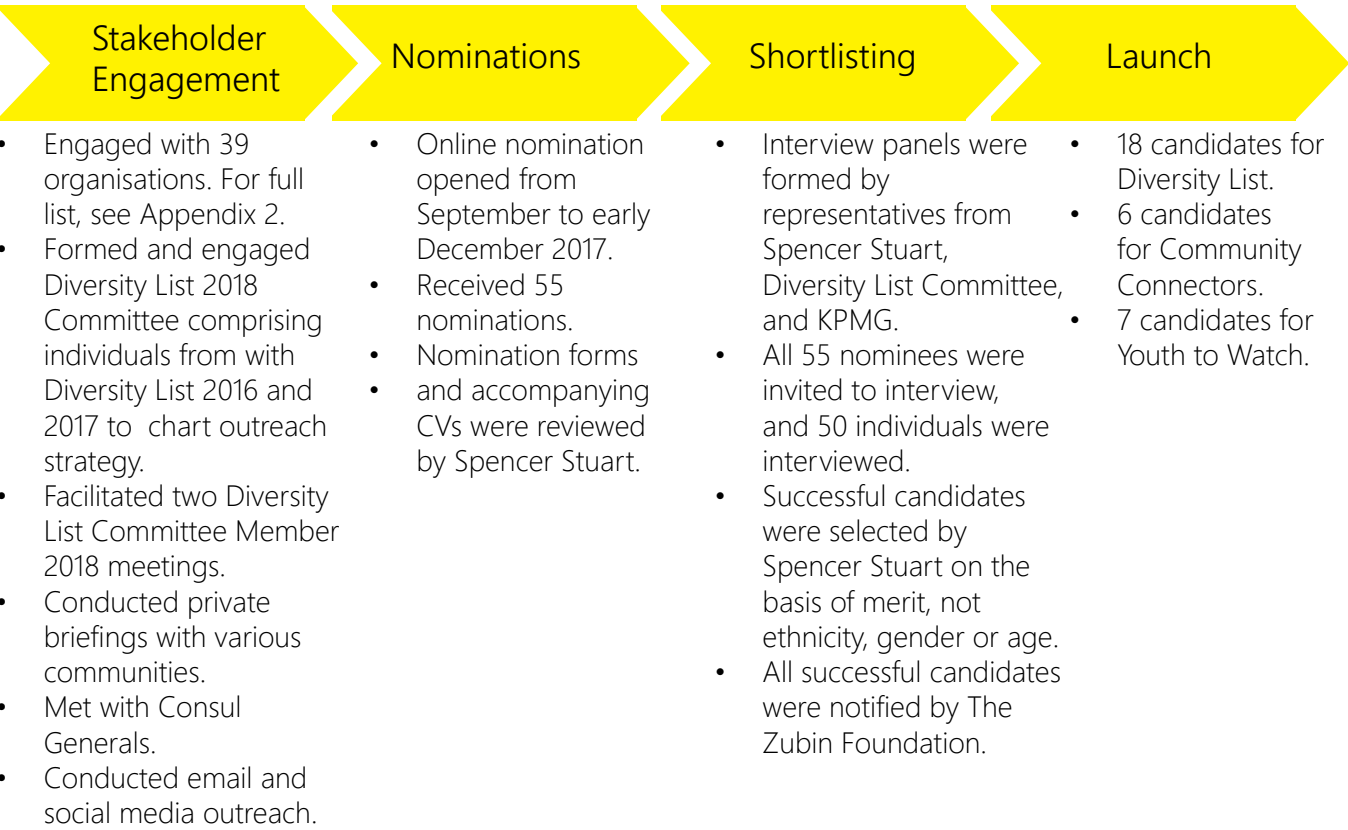 Stakeholder
Engagement
• Engaged with 39
organisations. For full
list, see Appendix 2.
• Formed and engaged
Diversity List 2018
Committee comprising
individuals from with
Diversity List 2016 and
2017 to  chart outreach
strategy.
• Facilitated two Diversity
List Committee Member
2018 meetings.
• Conducted private
briefings with various
communities.
• Met with Consul
Generals.
• Conducted email and
social media outreach.
Nominations
• Online nomination
opened from
September to early
December 2017.
• Received 55
nominations.
• Nomination forms
• and accompanying
CVs were reviewed
by Spencer Stuart.
Shortlisting
• Interview panels were
formed by
representatives from
Spencer Stuart,
Diversity List Committee,
and KPMG.
• All 55 nominees were
invited to interview,
and 50 individuals were
interviewed.
• Successful candidates
were selected by
Spencer Stuart on the
basis of merit, not
ethnicity, gender or age.
• All successful candidates
were notified by The
Zubin Foundation.
Launch
• 18 candidates for
Diversity List.
• 6 candidates
for Community
Connectors.
• 7 candidates for
Youth to Watch.